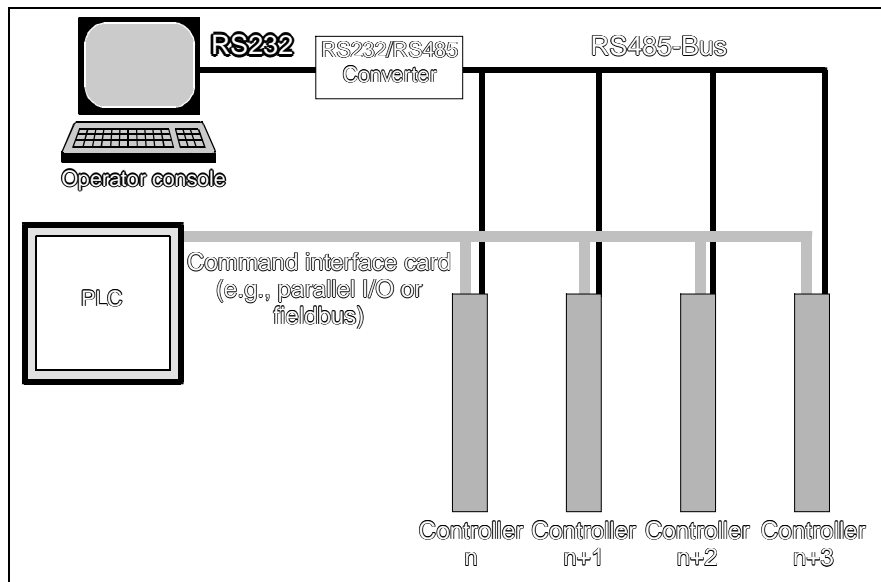 RS232
RS232/RS485
Converter
RS485-Bus
Operator console
PLC
Command interface card
(e.g., parallel I/O or
fieldbus)
Controller
n
Controller
n+1
Controller
n+2
Controller
n+3